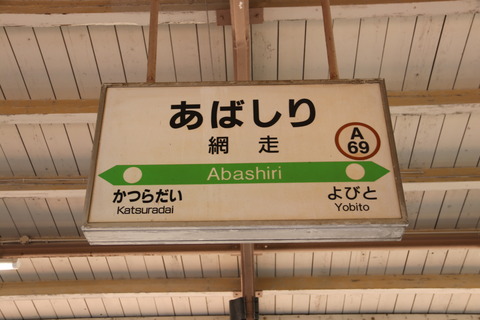 あばしり
網走
A
69
Abashiri
かつらだい
Katsuradai
よびと
Yobito